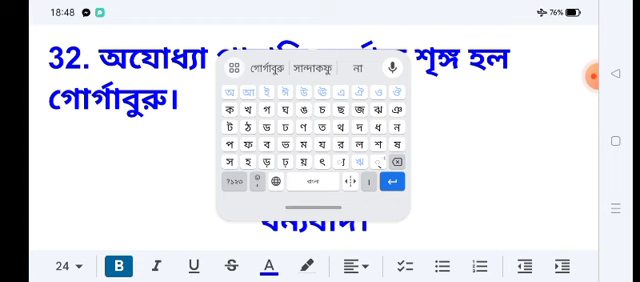 18:48
76%
32. অযোধ্যা শৃঙ্গ হল
গোর্গাবুরু।
গোর্গাবুরু সান্দাকফু না
অ আ ই ঈ উ ঊ এ ঐ ও ঔ
ক খ গ ঘ ঙ চ ছ জ ঝ ঞ
ট ঠ ড ঢ ণ ত থ দ ধ ন
প ফ ব ভ ম য র ল শ ষ
স হ ড় ঢ় য় ৎ ্য ঋ
?১২৩ বাংলা ।
24 B I U S A